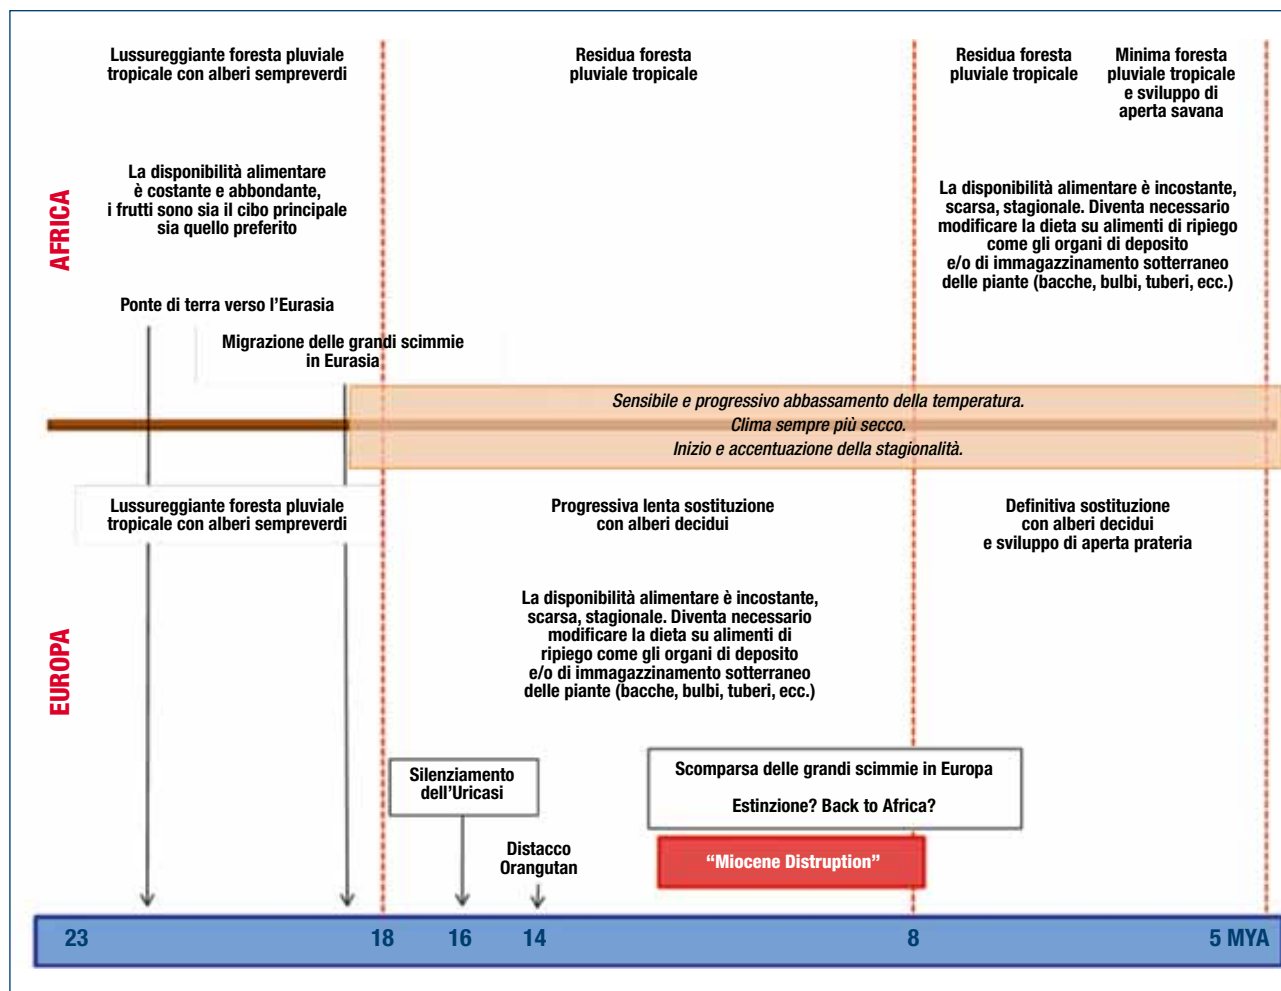 Lussureggiante foresta pluviale
tropicale con alberi sempreverdi
Residua foresta
pluviale tropicale
Residua foresta
pluviale tropicale
Minima foresta
pluviale tropicale
e sviluppo di
aperta savana
AFRICA
La disponibilità alimentare
è costante e abbondante,
i frutti sono sia il cibo principale
sia quello preferito
La disponibilità alimentare è incostante,
scarsa, stagionale. Diventa necessario
modificare la dieta su alimenti di ripiego
come gli organi di deposito
e/o di immagazzinamento sotterraneo
delle piante (bacche, bulbi, tuberi, ecc.)
Ponte di terra verso l'Eurasia
Migrazione delle grandi scimmie
in Eurasia
Sensibile e progressivo abbassamento della temperatura.
Clima sempre più secco.
Inizio e accentuazione della stagionalità.
Lussureggiante foresta pluviale
tropicale con alberi sempreverdi
Progressiva lenta sostituzione
con alberi decidui
Definitiva sostituzione
con alberi decidui
e sviluppo di aperta prateria
EUROPA
La disponibilità alimentare è incostante,
scarsa, stagionale. Diventa necessario
modificare la dieta su alimenti di
ripiego come gli organi di deposito
e/o di immagazzinamento sotterraneo
delle piante (bacche, bulbi, tuberi, ecc.)
Silenziamento
dell'Uricasi
Distacco
Orangutan
Scomparsa delle grandi scimmie in Europa
Estinzione? Back to Africa?
"Miocene Distruption"
23 18 16 14 8 5 MYA